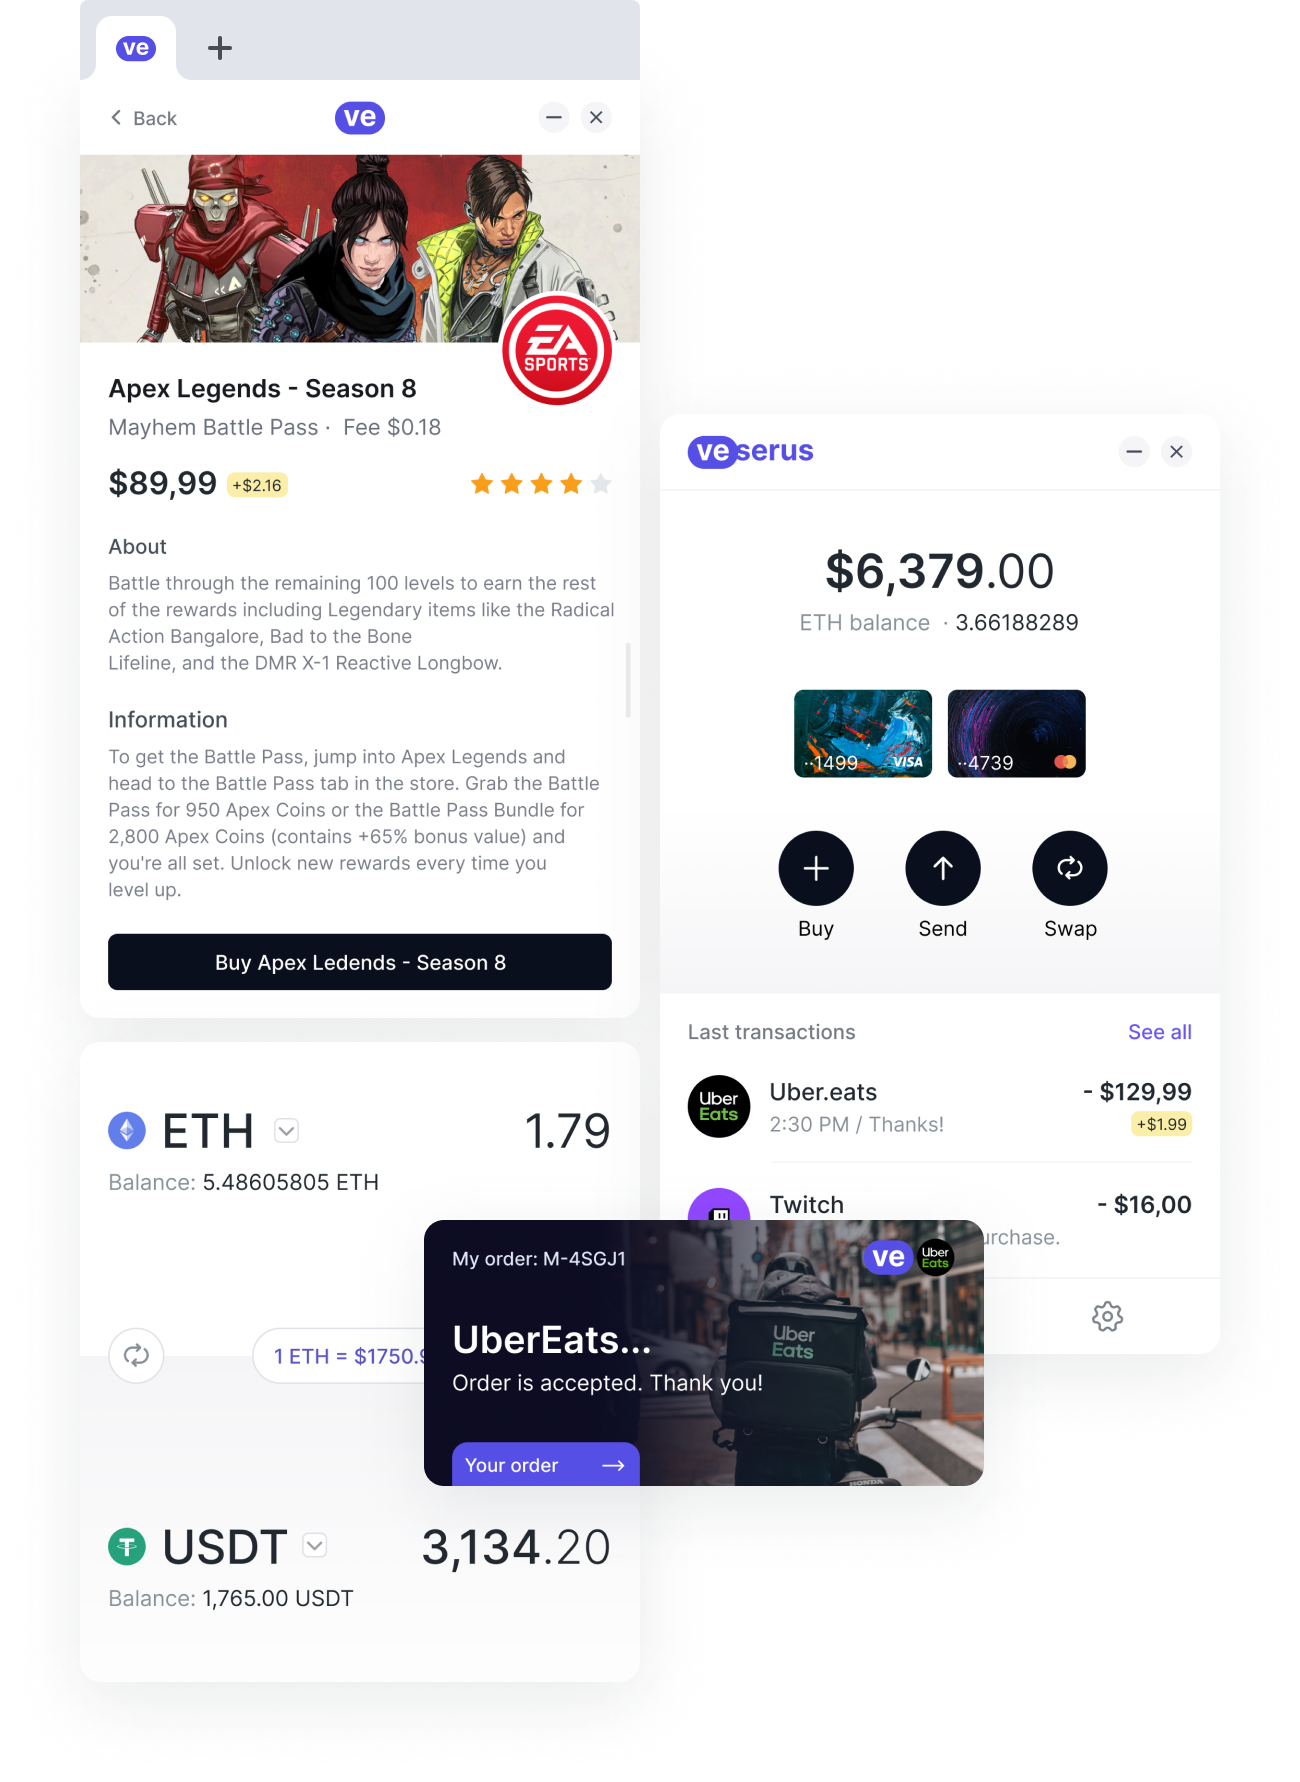 ve
Back
ve
EA
SPORTS
Apex Legends - Season 8
Mayhem Battle Pass · Fee $0.18
$89,99 +$2.16
About
Battle through the remaining 100 levels to earn the rest
of the rewards including Legendary items like the Radical
Action Bangalore, Bad to the Bone
Lifeline, and the DMR X-1 Reactive Longbow.
Information
To get the Battle Pass, jump into Apex Legends and
head to the Battle Pass tab in the store. Grab the Battle
Pass for 950 Apex Coins or the Battle Pass Bundle for
2,800 Apex Coins (contains +65% bonus value) and
you're all set. Unlock new rewards every time you
level up.
Buy Apex Ledends - Season 8
veserus
$6,379.00
ETH balance · 3.66188289
··1499 VISA
··4739
Buy Send Swap
Last transactions See all
Uber Eats
Uber.eats - $129,99
2:30 PM / Thanks! +$1.99
Twitch - $16,00
urchase.
ETH 1.79
Balance: 5.48605805 ETH
1 ETH = $1750.9
My order: M-4SGJ1
ve Uber Eats
UberEats...
Order is accepted. Thank you!
Your order
Uber
Eats
HONDA
USDT 3,134.20
Balance: 1,765.00 USDT